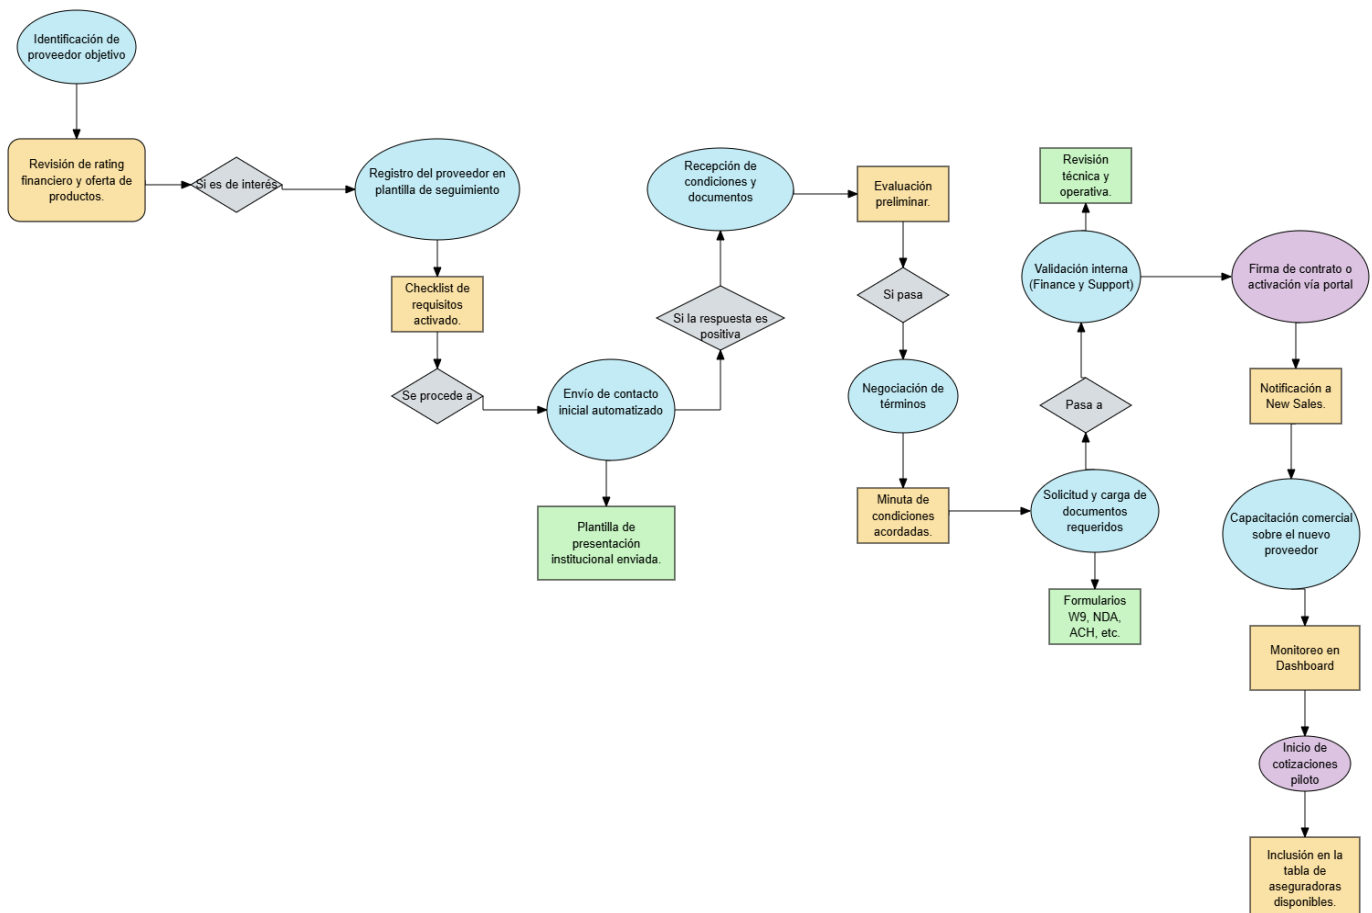 Identificación de
proveedor objetivo
Revisión de rating
financiero y oferta de
productos.
Si es de interés
Registro del proveedor en
plantilla de seguimiento
Checklist de
requisitos
activado.
Se procede a
Envío de contacto
inicial automatizado
Plantilla de
presentación
institucional enviada.
Si la respuesta es
positiva
Recepción de
condiciones y
documentos
Evaluación
preliminar.
Si pasa
Negociación de
términos
Minuta de
condiciones
acordadas.
Solicitud y carga de
documentos
requeridos
Formularios
W9, NDA,
ACH, etc.
Pasa a
Validación interna
(Finance y Support)
Revisión
técnica y
operativa.
Firma de contrato o
activación vía portal
Notificación a
New Sales.
Capacitación comercial
sobre el nuevo
proveedor
Monitoreo en
Dashboard
Inicio de
cotizaciones
piloto
Inclusión en la
tabla de
aseguradoras
disponibles.